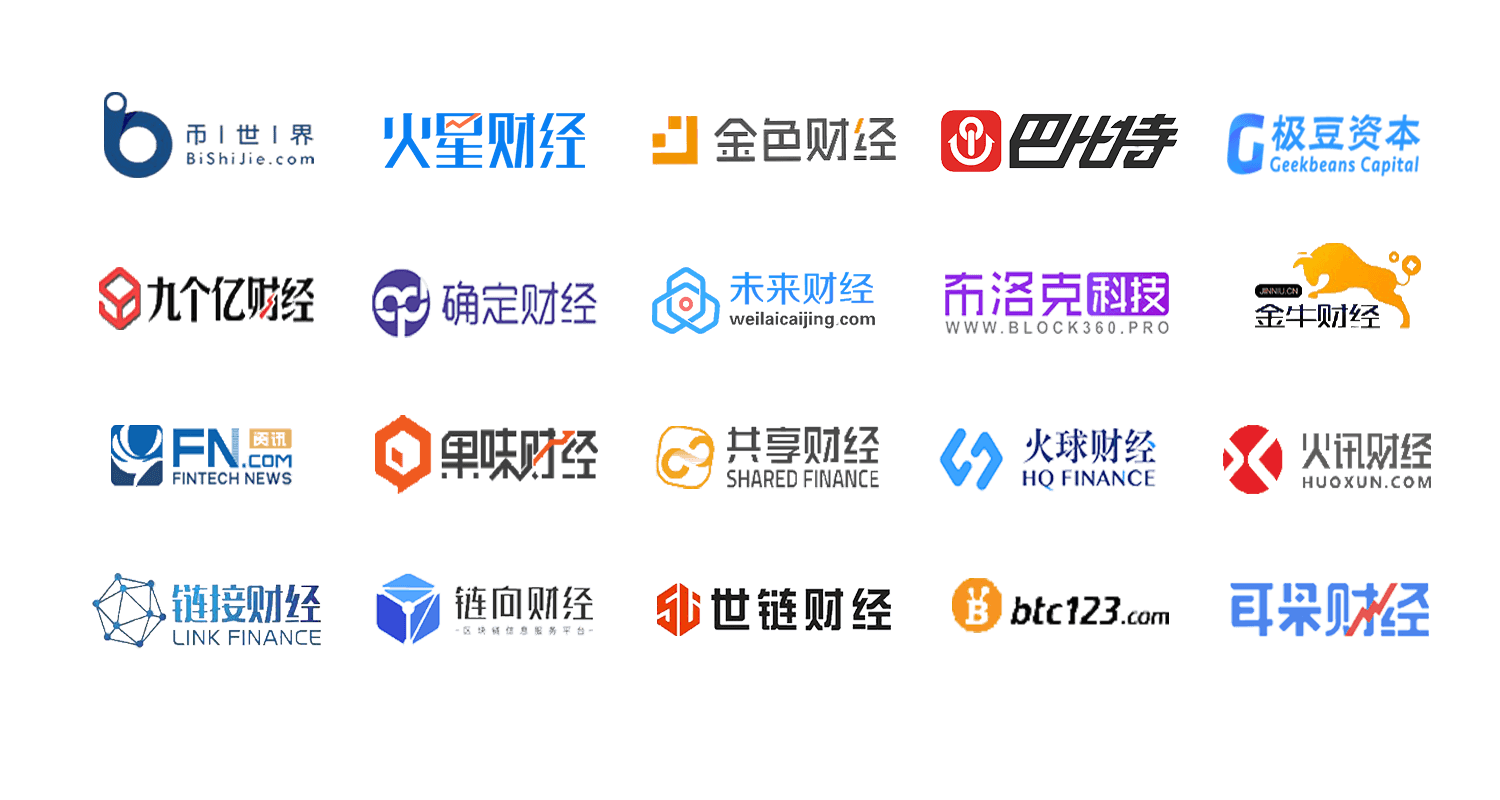 币世界
BiShiJie.com
火星财经
金色财经
巴比特
极豆资本
Geekbeans Capital
九个亿财经
确定财经
未来财经
weilaicaijing.com
布洛克科技
WWW.BLOCK360.PRO
JINNIU.CN
金牛财经
FN.COM
资讯
FINTECH NEWS
果味财经
共享财经
SHARED FINANCE
火球财经
HQ FINANCE
火讯财经
HUOXUN.COM
链接财经
LINK FINANCE
链向财经
-区块链信息服务平台-
世链财经
btc123.com
耳朵财经